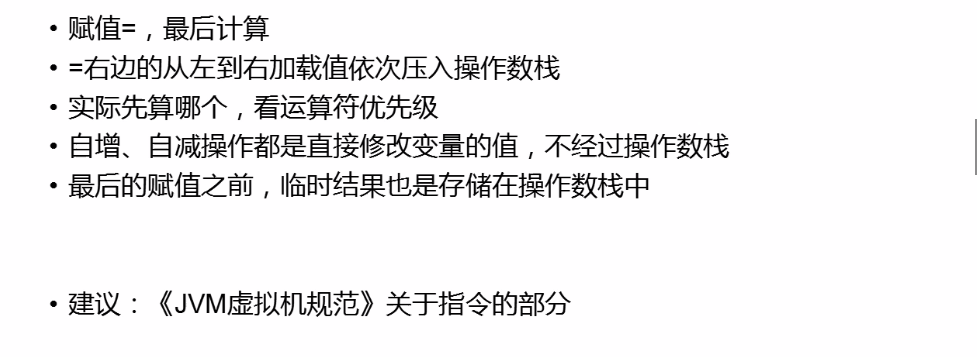 • 赋值=，最后计算
• =右边的从左到右加载值依次压入操作数栈
• 实际先算哪个，看运算符优先级
• 自增、自减操作都是直接修改变量的值，不经过操作数栈
• 最后的赋值之前，临时结果也是存储在操作数栈中
• 建议：《JVM虚拟机规范》关于指令的部分